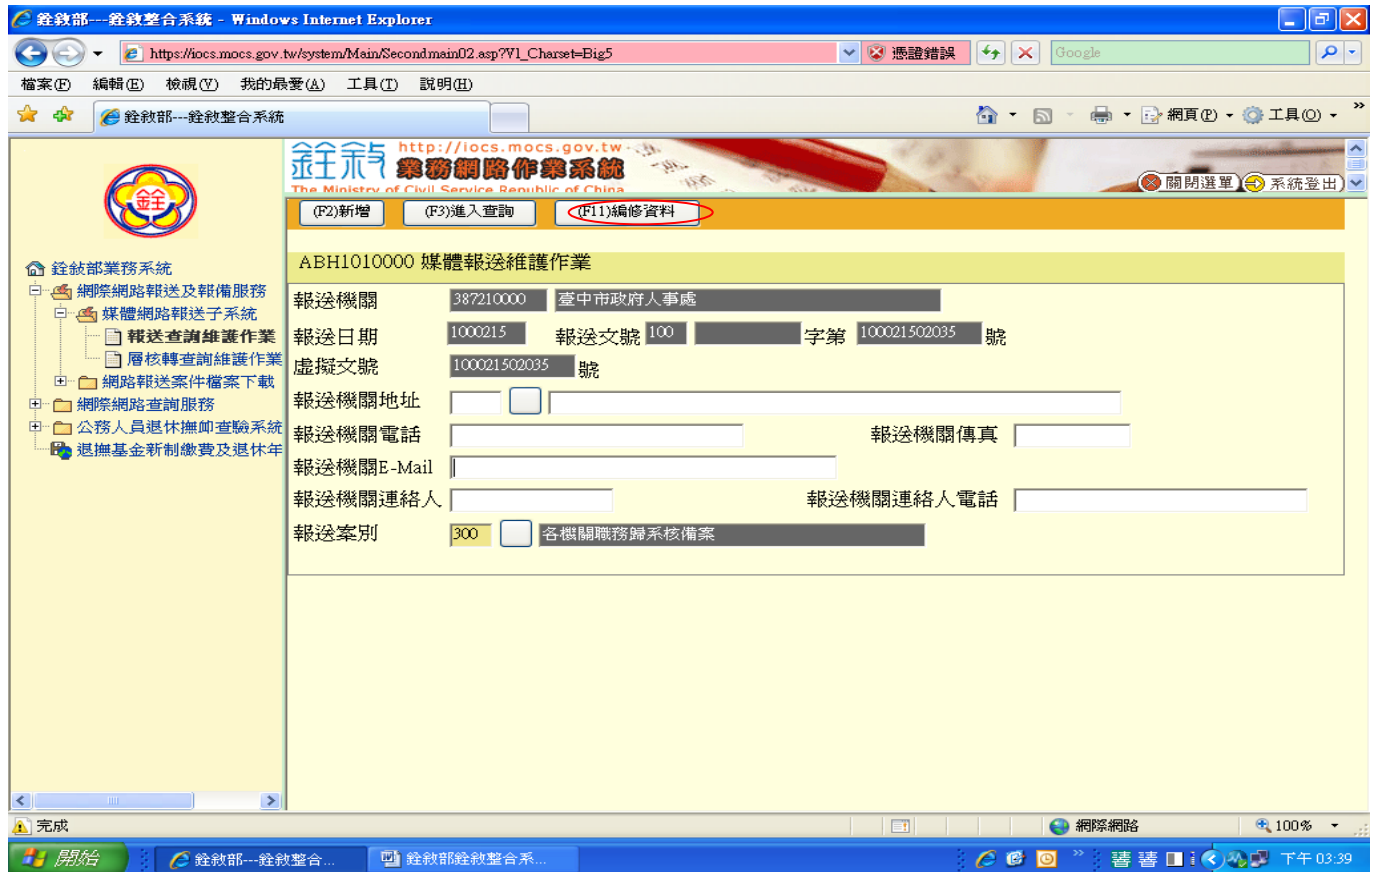 銓敘部---銓敘整合系統 - Windows Internet Explorer
https://iocs.mocs.gov.tw/system/Main/Secondmain02.asp?V1_Charset=Big5 憑證錯誤 Google
檔案(F) 編輯(E) 檢視(V) 我的最愛(A) 工具(T) 說明(H)
銓敘部---銓敘整合系統 網頁(P) 工具(O)
銓
銓敘 http://iocs.mocs.gov.tw
業務網路作業系統
The Ministry of Civil Service Republic of China
關閉選單 系統登出
(F2)新增 (F3)進入查詢 (F11)編修資料
銓敘部業務系統
網際網路報送及報備服務
媒體網路報送子系統
報送查詢維護作業
層核轉查詢維護作業
網路報送案件檔案下載
網際網路查詢服務
公務人員退休撫卹查驗系統
退撫基金新制繳費及退休年
ABH1010000 媒體報送維護作業
報送機關 387210000 臺中市政府人事處
報送日期 1000215 報送文號 100 字第 100021502035 號
虛擬文號 100021502035 號
報送機關地址
報送機關電話 報送機關傳真
報送機關E-Mail
報送機關連絡人 報送機關連絡人電話
報送案別 300 各機關職務歸系核備案
完成 網際網路 100%
開始 銓敘部---銓敘整合... 銓敘部銓敘整合系... 下午 03:39